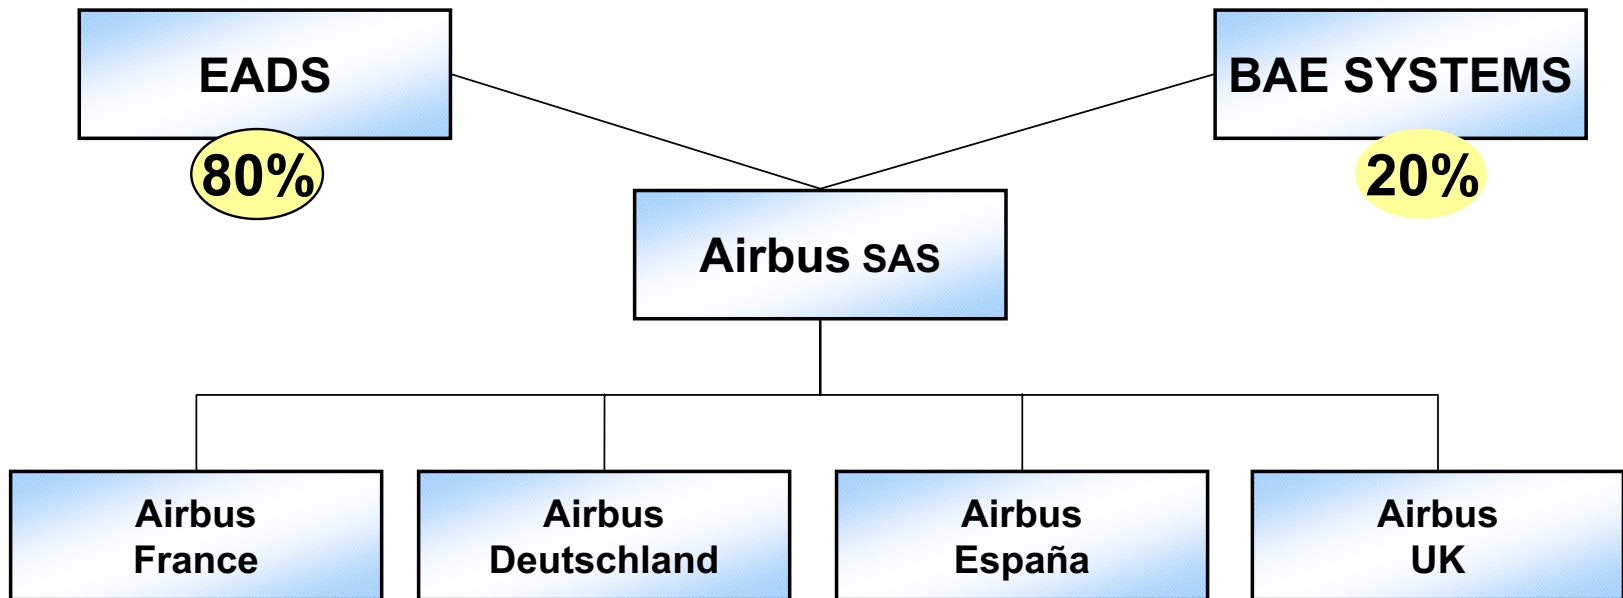 EADS
BAE SYSTEMS
80%
20%
Airbus SAS
Airbus
France
Airbus
Deutschland
Airbus
España
Airbus
UK